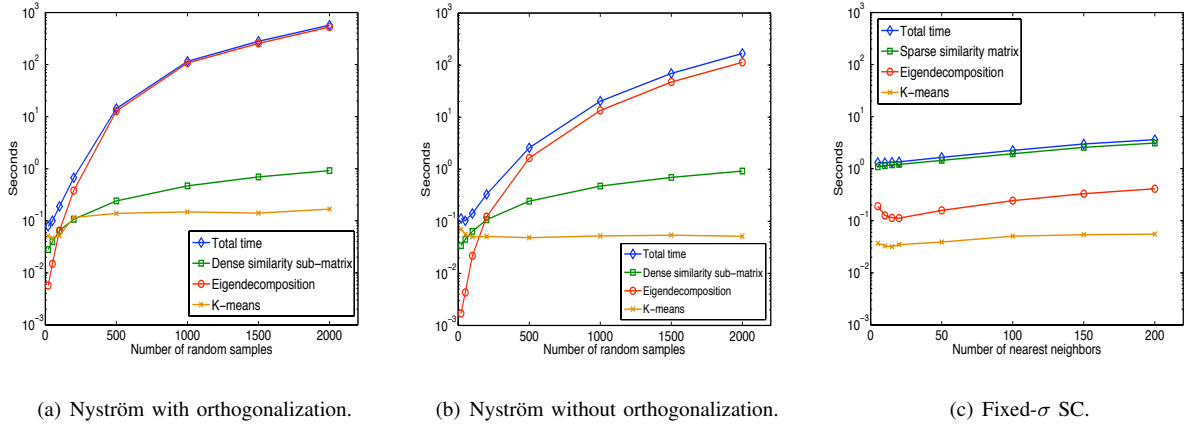 10^3
10^2
10^1
10^0
10^-1
10^-2
10^-3
Seconds
0
500
1000
1500
2000
Number of random samples
Total time
Dense similarity sub-matrix
Eigendecomposition
K-means
(a) Nyström with orthogonalization.
10^3
10^2
10^1
10^0
10^-1
10^-2
10^-3
Seconds
0
500
1000
1500
2000
Number of random samples
Total time
Dense similarity sub-matrix
Eigendecomposition
K-means
(b) Nyström without orthogonalization.
10^3
10^2
10^1
10^0
10^-1
10^-2
10^-3
Seconds
0
50
100
150
200
Number of nearest neighbors
Total time
Sparse similarity matrix
Eigendecomposition
K-means
(c) Fixed-σ SC.